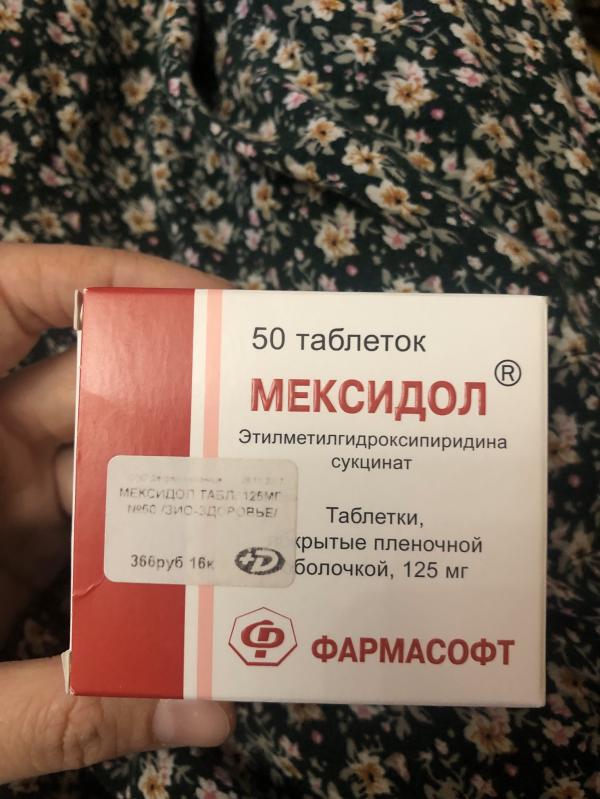 50 таблеток
МЕКСИДОЛ®
Этилметилгидроксипиридина
сукцинат
МЕКСИДОЛ ТАБЛ. 125МГ
№50 /ЗИО-ЗДОРОВЬЕ/
366руб 16к
Таблетки,
крытые пленочной
болочкой, 125 мг
ФАРМАСОФТ